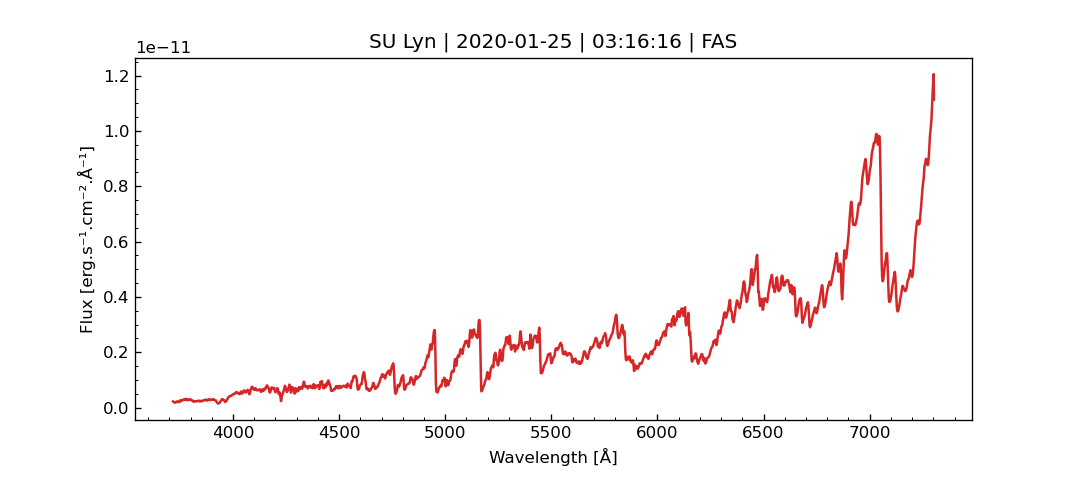 SU Lyn | 2020-01-25 | 03:16:16 | FAS
1e−11
1.2
1.0
0.8
0.6
0.4
0.2
0.0
Flux [erg.s⁻¹.cm⁻².Å⁻¹]
4000 4500 5000 5500 6000 6500 7000
Wavelength [Å]